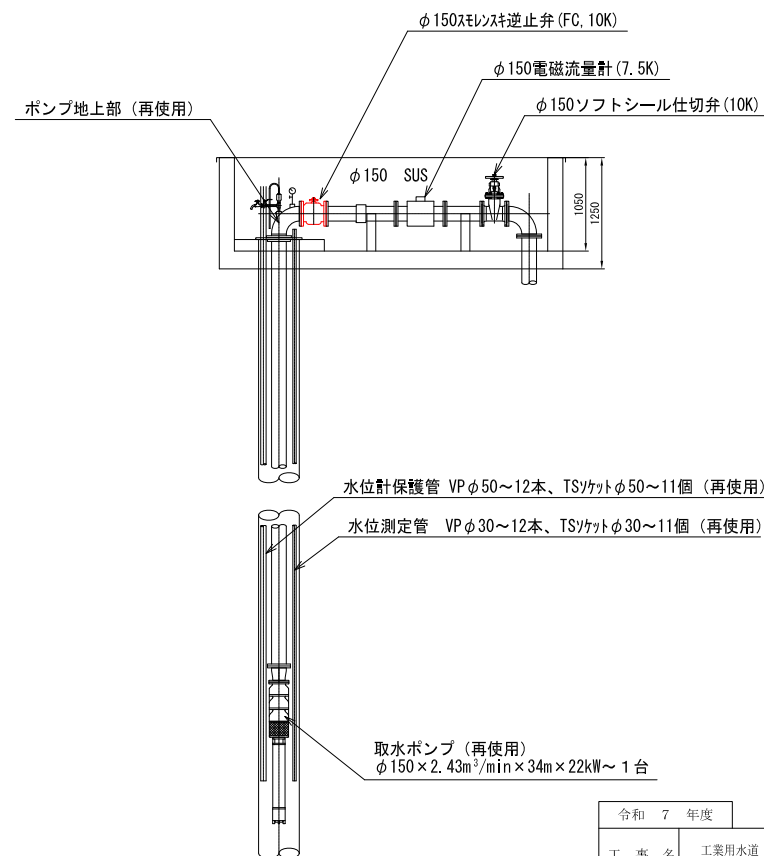 φ150スモレンスキ逆止弁(FC, 10K)
φ150電磁流量計(7.5K)
ポンプ地上部 (再使用)
φ150ソフトシール仕切弁(10K)
φ150 SUS
1050
1250
水位計保護管 VPφ50～12本、TSソケットφ50～11個 (再使用)
水位測定管 VPφ30～12本、TSソケットφ30～11個 (再使用)
取水ポンプ (再使用)
φ150×2.43m³/min×34m×22kW～1台
令和 7 年度
工 事 名 工業用水道